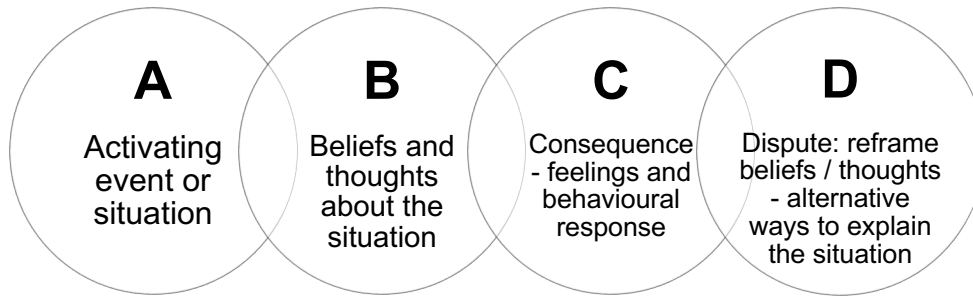 A
Activating
event or
situation
B
Beliefs and
thoughts
about the
situation
C
Consequence
- feelings and
behavioural
response
D
Dispute: reframe
beliefs / thoughts
- alternative
ways to explain
the situation